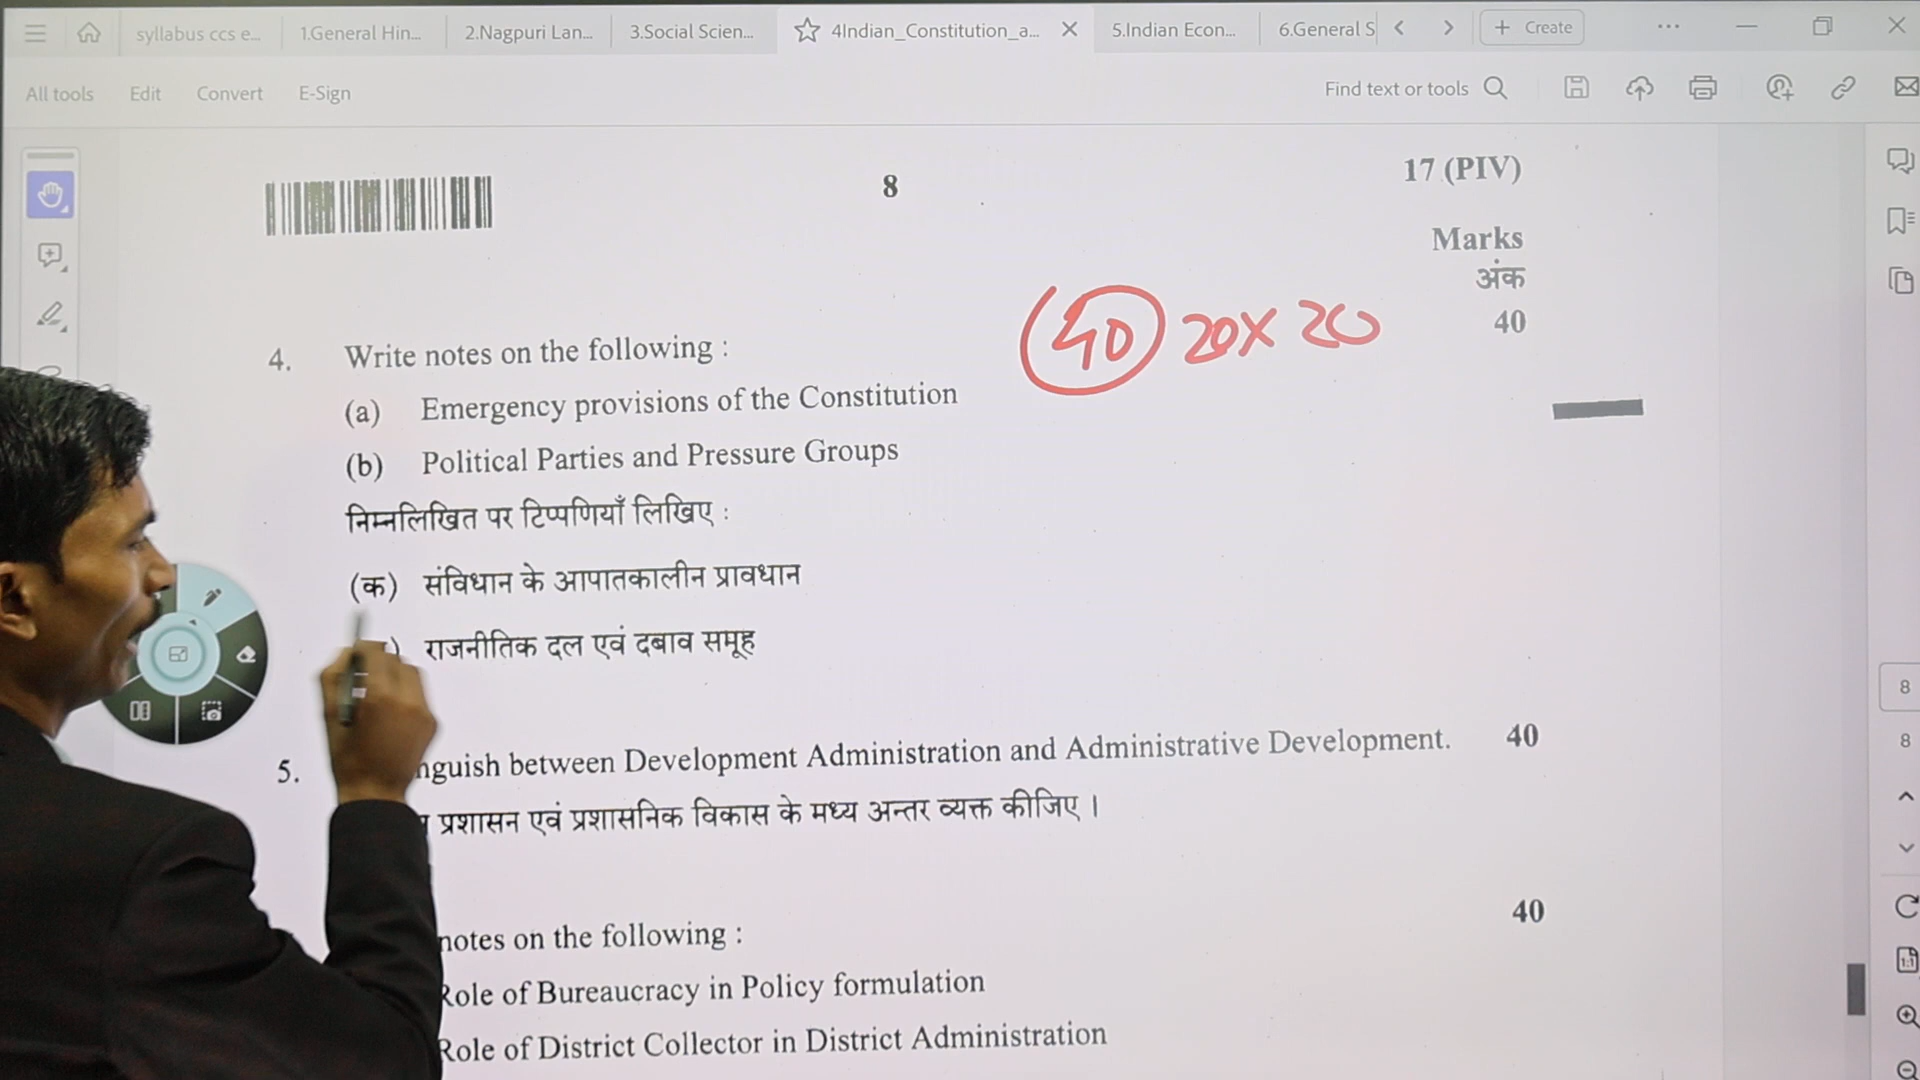 syllabus ccs e...
1.General Hin...
2.Nagpuri Lan...
3.Social Scien...
4Indian_Constitution_a...
5.Indian Econ...
6.General S
Create
All tools
Edit
Convert
E-Sign
Find text or tools
8
17 (PIV)
Marks
अंक
(40) 20 x 20
40
4. Write notes on the following :
(a) Emergency provisions of the Constitution
(b) Political Parties and Pressure Groups
निम्नलिखित पर टिप्पणियाँ लिखिए :
(क) संविधान के आपातकालीन प्रावधान
) राजनीतिक दल एवं दबाव समूह
8
8
5. nguish between Development Administration and Administrative Development. 40
प्रशासन एवं प्रशासनिक विकास के मध्य अन्तर व्यक्त कीजिए ।
40
notes on the following :
Role of Bureaucracy in Policy formulation
Role of District Collector in District Administration
1:1